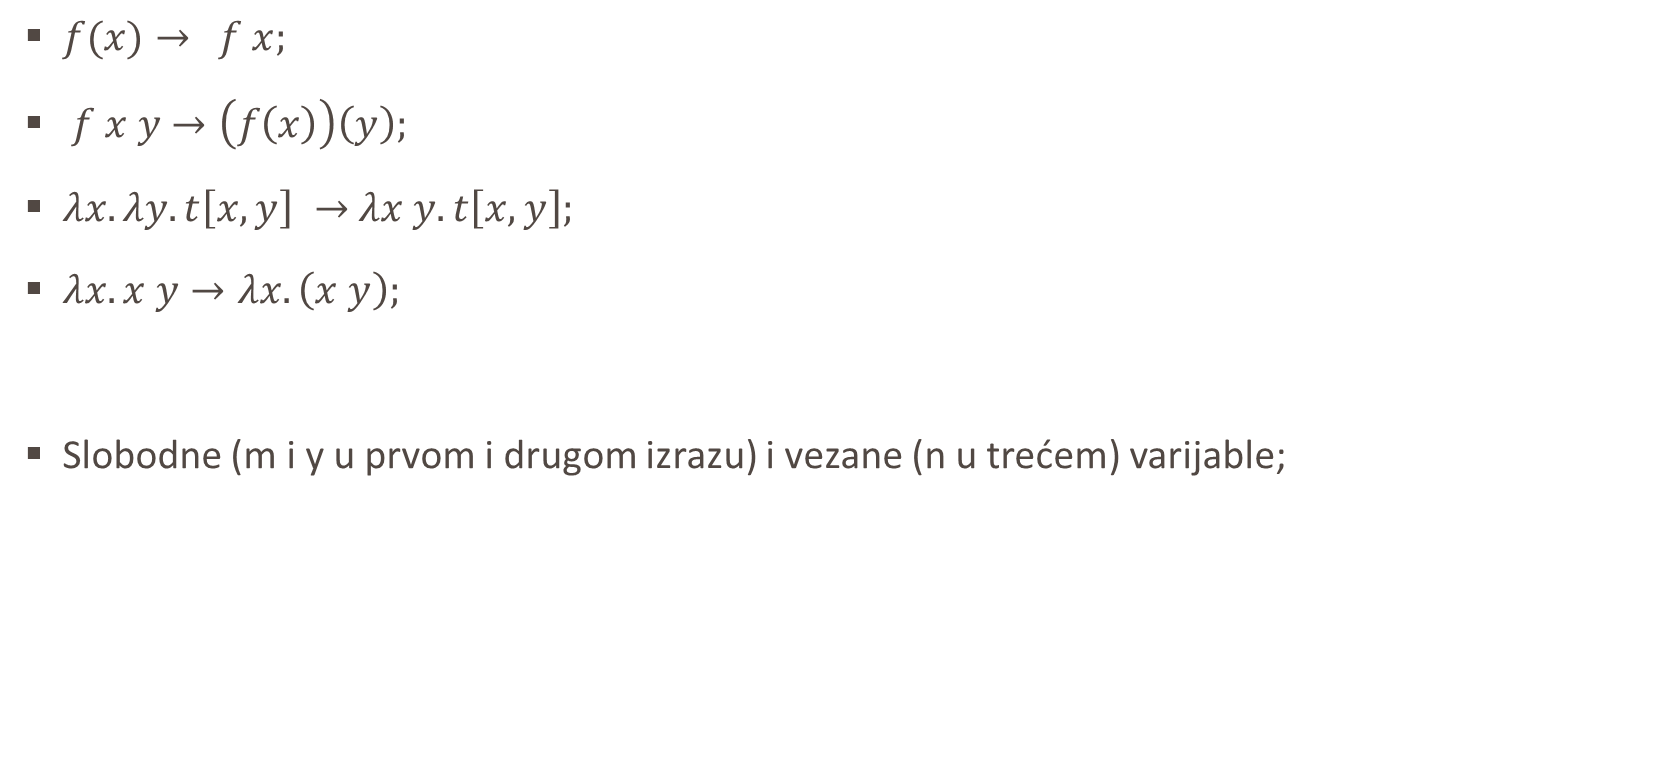 ▪ f(x) → f x;
▪ f x y → (f(x))(y);
▪ λx. λy. t[x, y] → λx y. t[x, y];
▪ λx. x y → λx. (x y);
▪ Slobodne (m i y u prvom i drugom izrazu) i vezane (n u trećem) varijable;